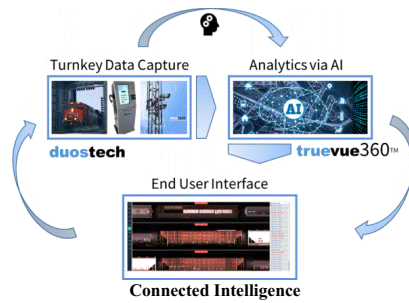 Turnkey Data Capture
Analytics via AI
AI
duostech
truevue360™
End User Interface
Connected Intelligence